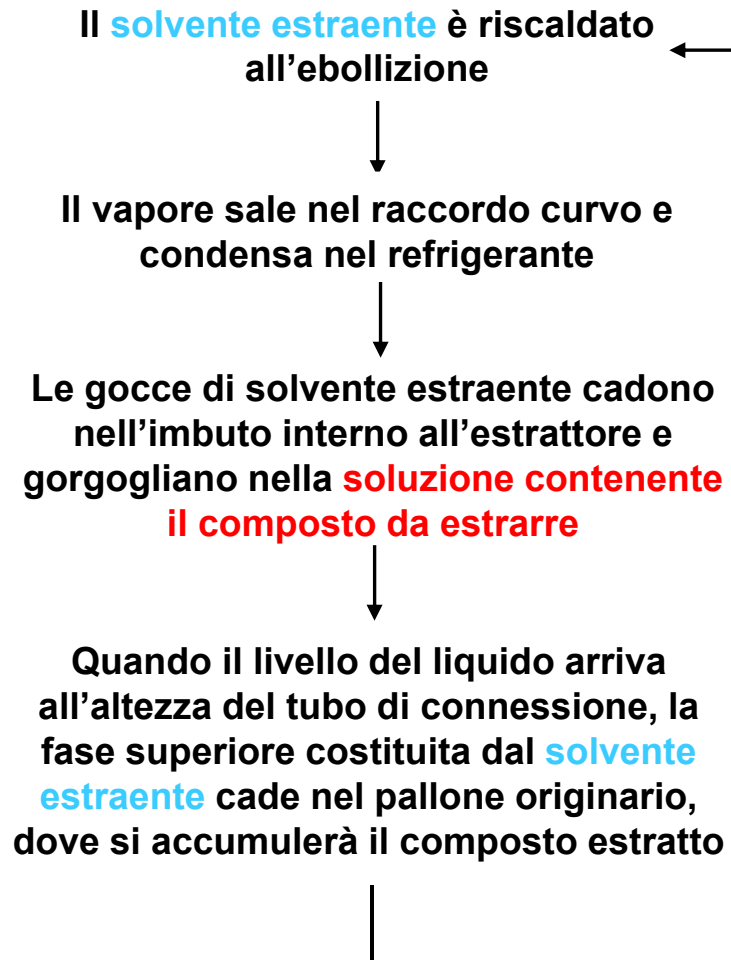 Il solvente estraente è riscaldato
all’ebollizione
Il vapore sale nel raccordo curvo e
condensa nel refrigerante
Le gocce di solvente estraente cadono
nell’imbuto interno all’estrattore e
gorgogliano nella soluzione contenente
il composto da estrarre
Quando il livello del liquido arriva
all’altezza del tubo di connessione, la
fase superiore costituita dal solvente
estraente cade nel pallone originario,
dove si accumulerà il composto estratto